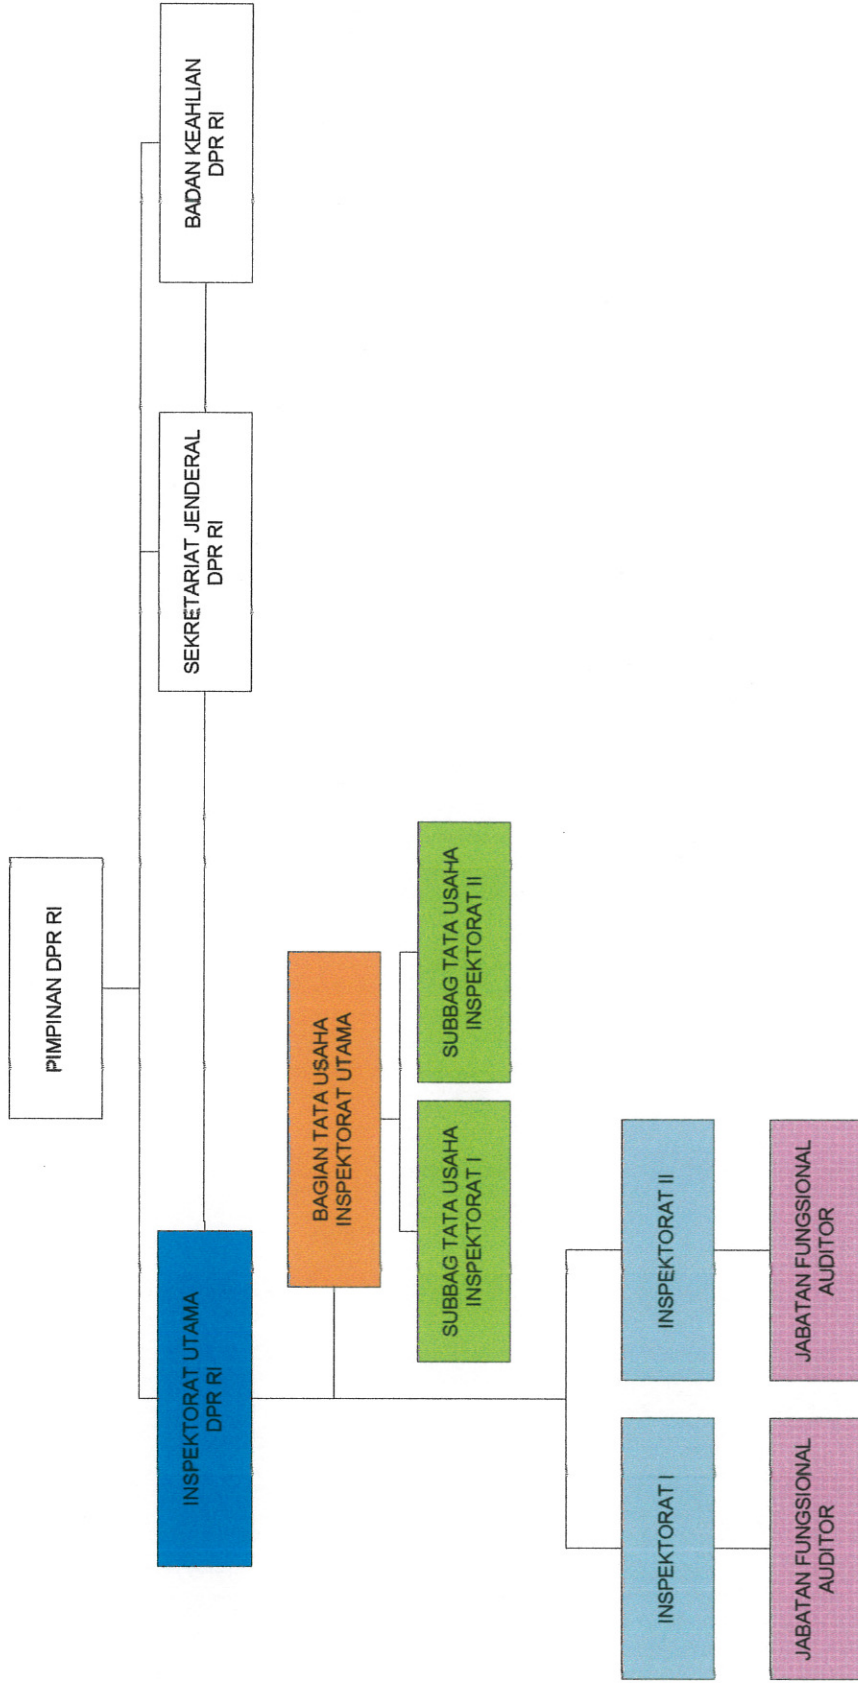 PIMPINAN DPR RI
INSPEKTORAT UTAMA
DPR RI
SEKRETARIAT JENDERAL
DPR RI
BADAN KEAHLIAN
DPR RI
BAGIAN TATA USAHA
INSPEKTORAT UTAMA
SUBBAG TATA USAHA
INSPEKTORAT I
SUBBAG TATA USAHA
INSPEKTORAT II
INSPEKTORAT I
INSPEKTORAT II
JABATAN FUNGSIONAL
AUDITOR
JABATAN FUNGSIONAL
AUDITOR